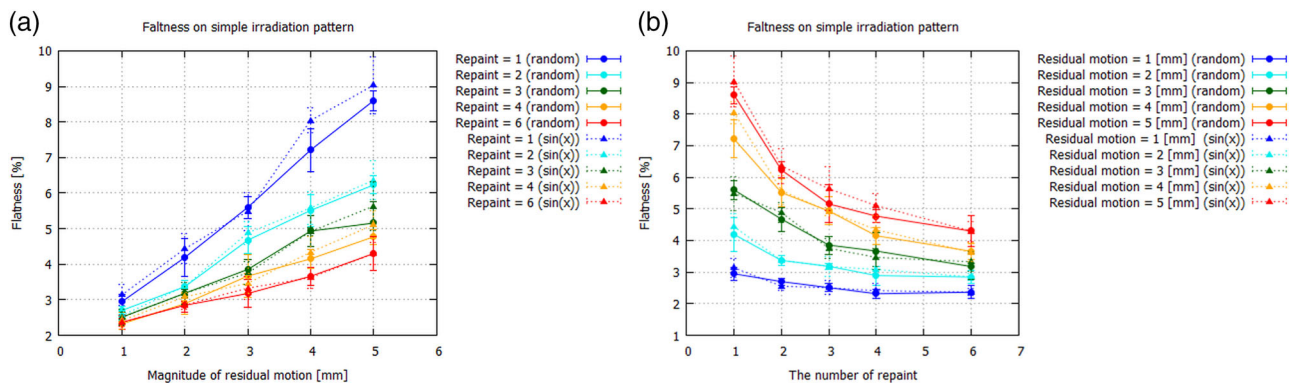 (a)
Faltness on simple irradiation pattern
Flatness [%]
10
9
8
7
6
5
4
3
2
0 1 2 3 4 5 6
Magnitude of residual motion [mm]
Repaint = 1 (random)
Repaint = 2 (random)
Repaint = 3 (random)
Repaint = 4 (random)
Repaint = 6 (random)
Repaint = 1 (sin(x))
Repaint = 2 (sin(x))
Repaint = 3 (sin(x))
Repaint = 4 (sin(x))
Repaint = 6 (sin(x))
(b)
Faltness on simple irradiation pattern
Flatness [%]
10
9
8
7
6
5
4
3
2
1
0 1 2 3 4 5 6 7
The number of repaint
Residual motion = 1 [mm] (random)
Residual motion = 2 [mm] (random)
Residual motion = 3 [mm] (random)
Residual motion = 4 [mm] (random)
Residual motion = 5 [mm] (random)
Residual motion = 1 [mm] (sin(x))
Residual motion = 2 [mm] (sin(x))
Residual motion = 3 [mm] (sin(x))
Residual motion = 4 [mm] (sin(x))
Residual motion = 5 [mm] (sin(x))